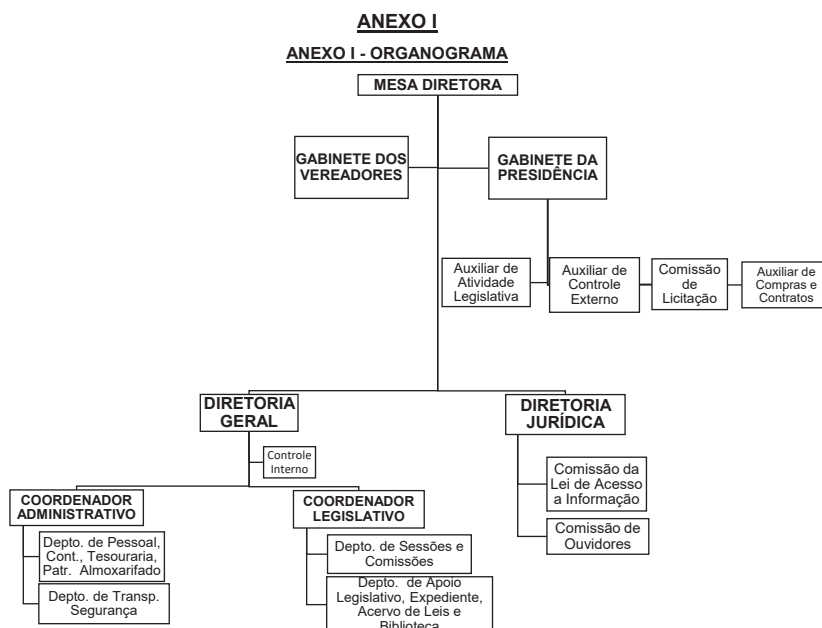 ANEXO I
ANEXO I - ORGANOGRAMA
MESA DIRETORA
GABINETE DOS
VEREADORES
GABINETE DA
PRESIDÊNCIA
Auxiliar de
Atividade
Legislativa
Auxiliar de
Controle
Externo
Comissão
de
Licitação
Auxiliar de
Compras e
Contratos
DIRETORIA
GERAL
DIRETORIA
JURÍDICA
Controle
Interno
COORDENADOR
ADMINISTRATIVO
Depto. de Pessoal,
Cont., Tesouraria,
Patr. Almoxarifado
Depto. de Transp.
Segurança
COORDENADOR
LEGISLATIVO
Depto. de Sessões e
Comissões
Depto. de Apoio
Legislativo, Expediente,
Acervo de Leis e
Biblioteca
Comissão da
Lei de Acesso
a Informação
Comissão de
Ouvidores